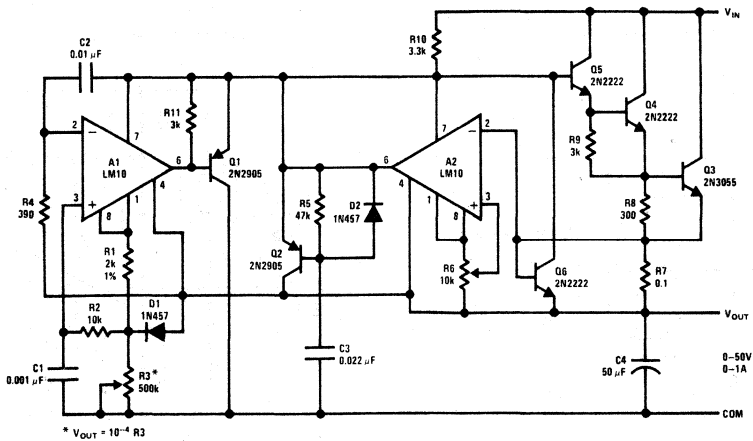 V_IN
R10
3.3k
C2
0.01 µF
Q5
2N2222
Q4
2N2222
R11
3k
2
7
A1
LM10
6
Q1
2N2905
3
1
8
4
6
7
2
A2
LM10
4
1
8
3
R9
3k
Q3
2N3055
R4
390
R5
47k
D2
1N457
R8
300
R1
2k
1%
Q2
2N2905
R6
10k
Q6
2N2222
R7
0.1
R2
10k
D1
1N457
V_OUT
C1
0.001 µF
R3*
500k
C3
0.022 µF
C4
50 µF
0–50V
0–1A
COM
* V_OUT = 10⁻⁴ R3